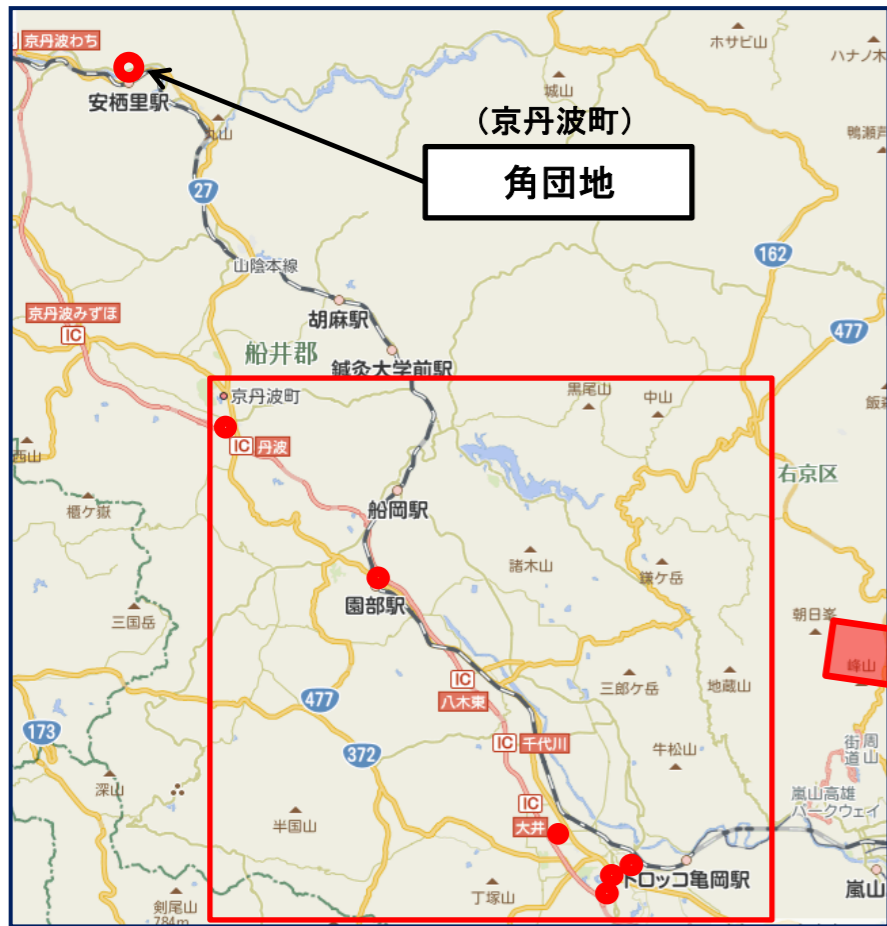 京丹波わち
ホサビ山
ハナノ木
安栖里駅
城山
(京丹波町)
丸山
角団地
27
162
山陰本線
胡麻駅
京丹波みずほ
IC
477
船井郡
鍼灸大学前駅
黒尾山
中山
京丹波町
IC 丹波
西山
右京区
櫃ケ嶽
船岡駅
諸木山
鎌ケ岳
園部駅
三国岳
朝日峯
峰山
三郎ケ岳
地蔵山
477
IC
八木東
173
372
IC 千代川
牛松山
街道
周山
深山
嵐山高雄
パークウェイ
IC
半国山
大井
トロッコ亀岡駅
嵐山
丁塚山
剣尾山
784m